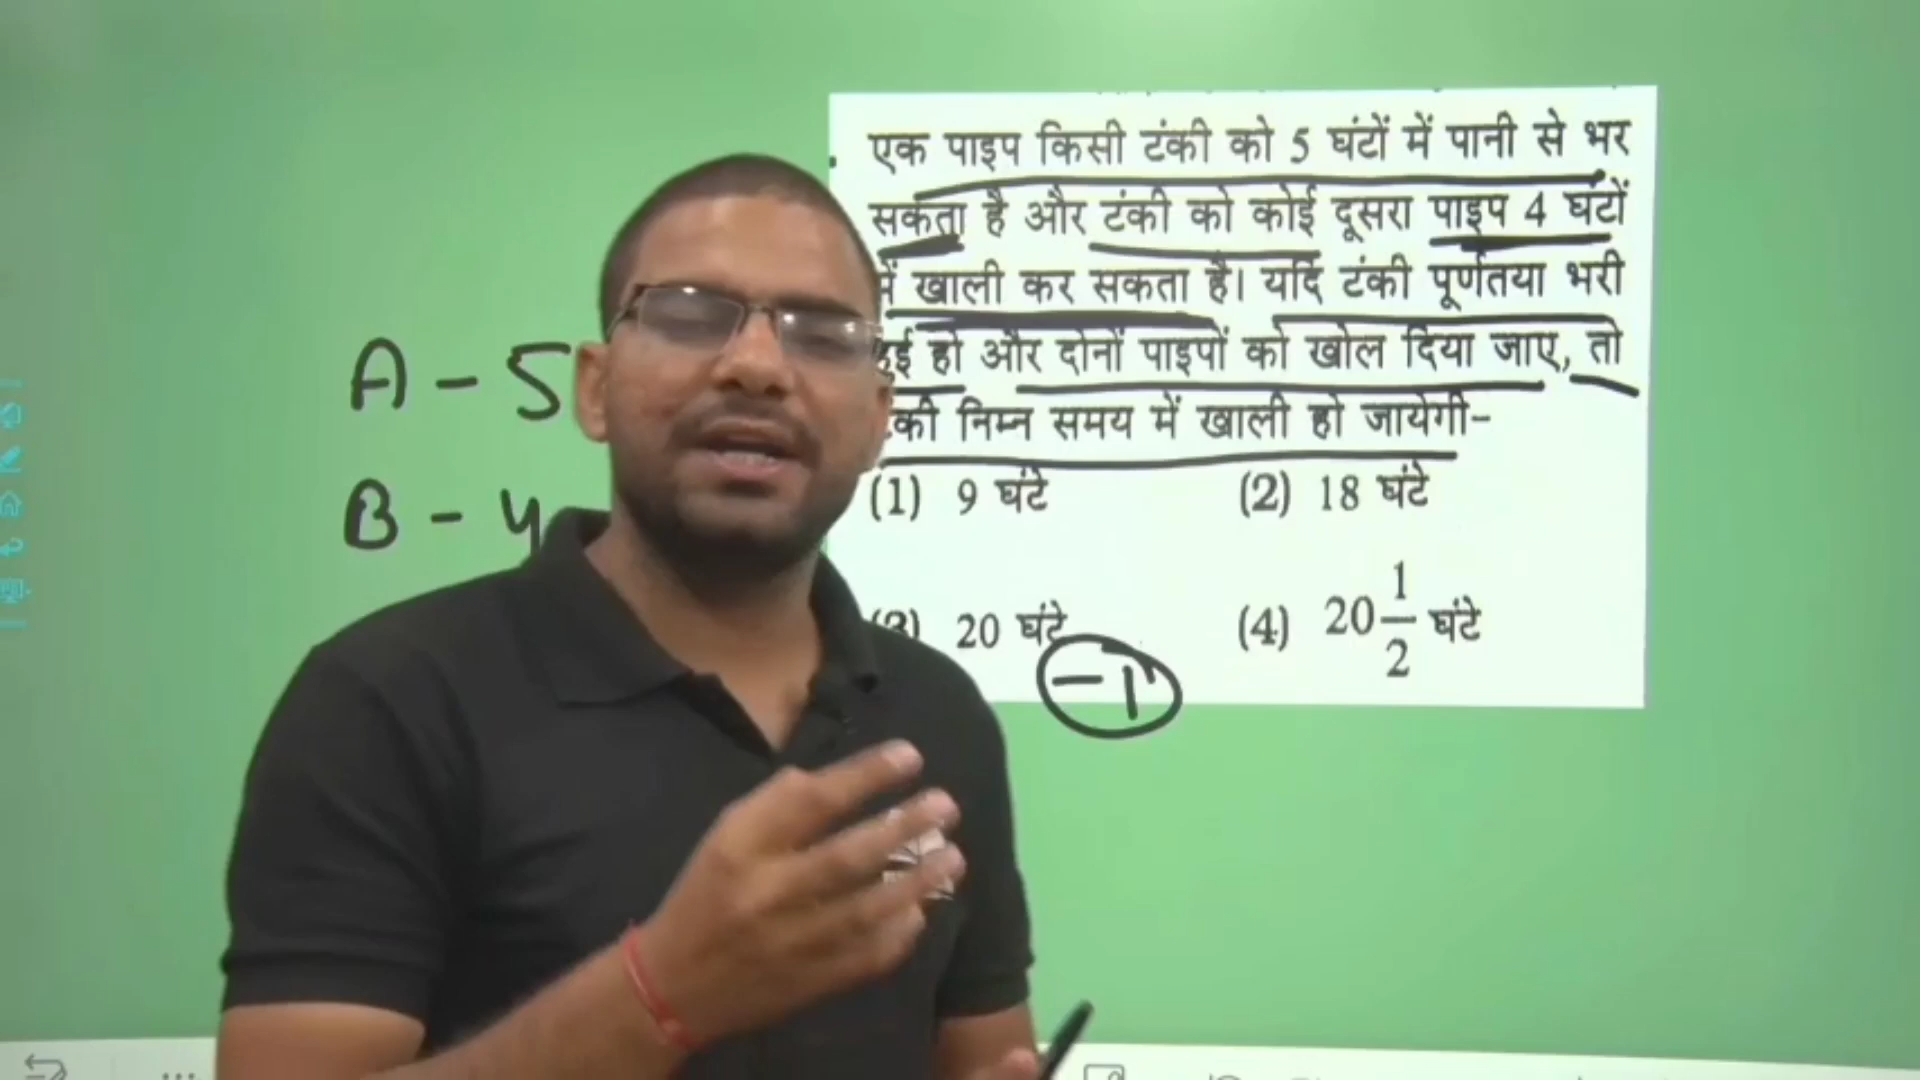 एक पाइप किसी टंकी को 5 घंटों में पानी से भर
सकता है और टंकी को कोई दूसरा पाइप 4 घंटों
में खाली कर सकता है। यदि टंकी पूर्णतया भरी
हुई हो और दोनों पाइपों को खोल दिया जाए, तो
निम्न समय में खाली हो जायेगी-
(1) 9 घंटे (2) 18 घंटे
(3) 20 घंटे (4) 20 1/2 घंटे
A - 5
B - 4
-1